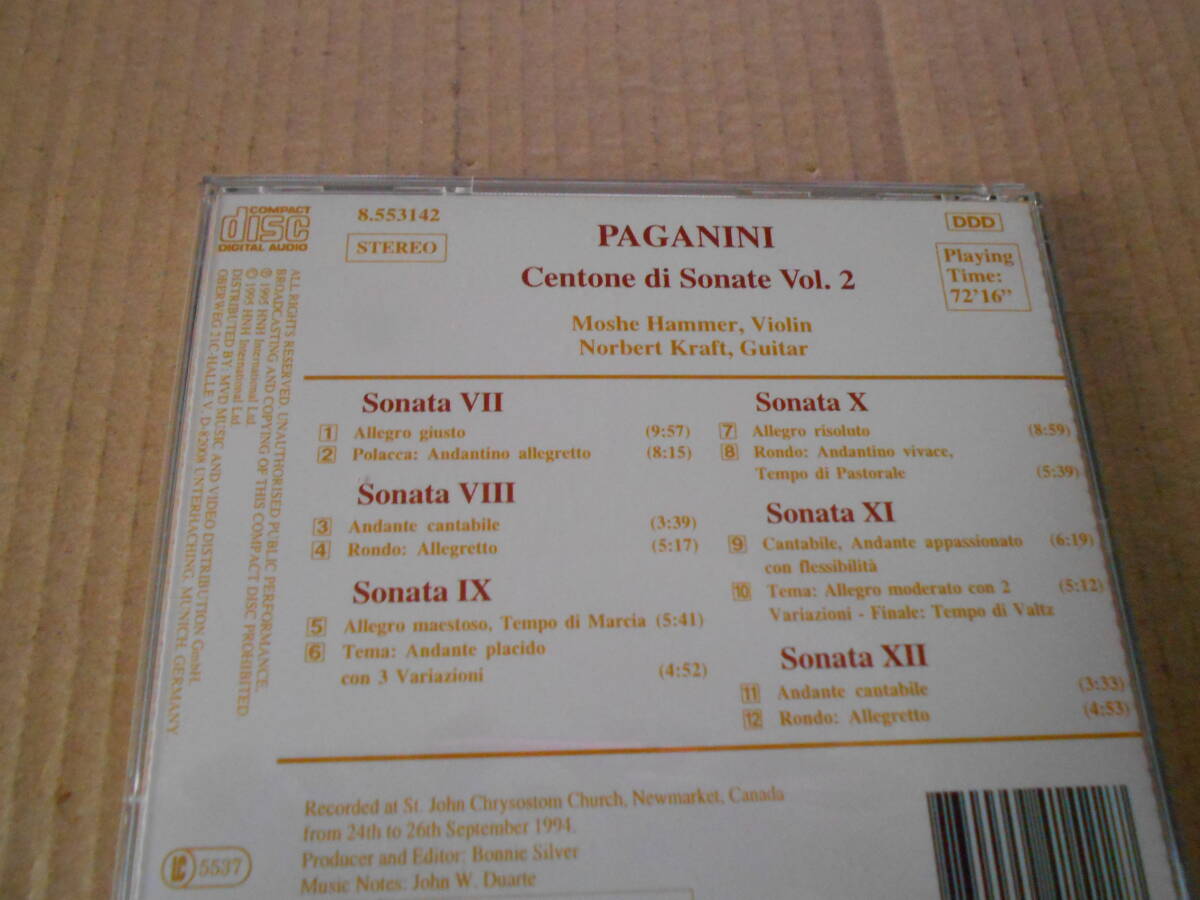 COMPACT
disc
DIGITAL AUDIO
8.553142
STEREO
PAGANINI
Centone di Sonate Vol. 2
Moshe Hammer, Violin
Norbert Kraft, Guitar
DDD
Playing
Time:
72'16"
Sonata VII
1 Allegro giusto (9:57)
2 Polacca: Andantino allegretto (8:15)
Sonata VIII
3 Andante cantabile (3:39)
4 Rondo: Allegretto (5:17)
Sonata IX
5 Allegro maestoso, Tempo di Marcia (5:41)
6 Tema: Andante placido
con 3 Variazioni (4:52)
Sonata X
7 Allegro risoluto (8:59)
8 Rondo: Andantino vivace,
Tempo di Pastorale (5:39)
Sonata XI
9 Cantabile, Andante appassionato (6:19)
con flessibilità
10 Tema: Allegro moderato con 2 (5:12)
Variazioni - Finale: Tempo di Valtz
Sonata XII
11 Andante cantabile (3:33)
12 Rondo: Allegretto (4:53)
Recorded at St. John Chrysostom Church, Newmarket, Canada
from 24th to 26th September 1994.
Producer and Editor: Bonnie Silver
Music Notes: John W. Duarte
LC 5537
ALL RIGHTS RESERVED. UNAUTHORISED PUBLIC PERFORMANCE,
BROADCASTING AND COPYING OF THIS COMPACT DISC PROHIBITED.
℗ 1995 HNH International Ltd.
© 1995 HNH International Ltd.
DISTRIBUTED BY: MVD MUSIC AND VIDEO DISTRIBUTION GmbH,
OBERWEG 21C-HALLE V. D-82008 UNTERHACHING, MUNICH, GERMANY